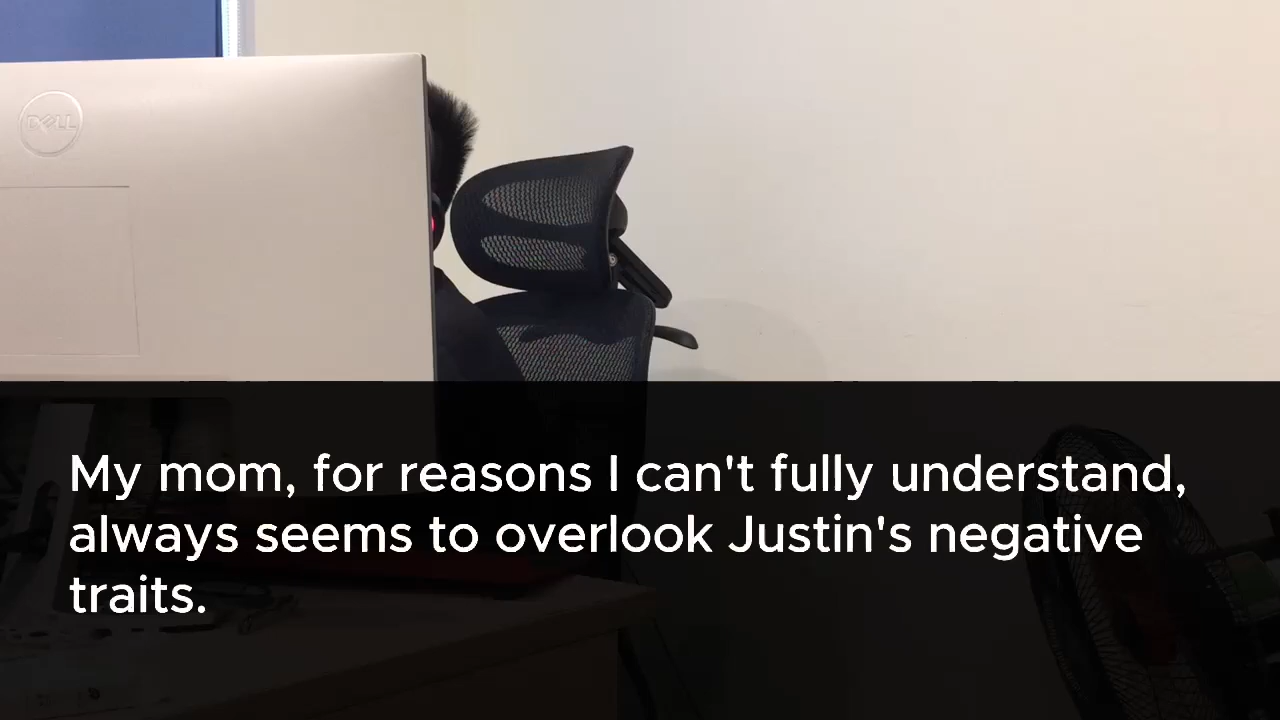 DELL
My mom, for reasons I can't fully understand,
always seems to overlook Justin's negative
traits.